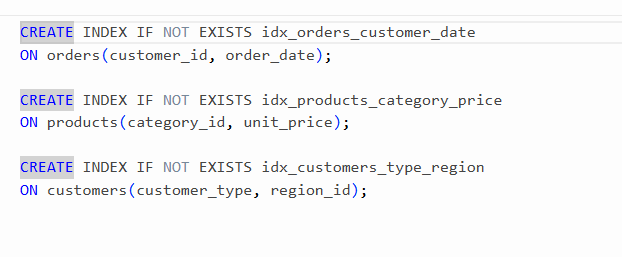 CREATE INDEX IF NOT EXISTS idx_orders_customer_date
ON orders(customer_id, order_date);
CREATE INDEX IF NOT EXISTS idx_products_category_price
ON products(category_id, unit_price);
CREATE INDEX IF NOT EXISTS idx_customers_type_region
ON customers(customer_type, region_id);